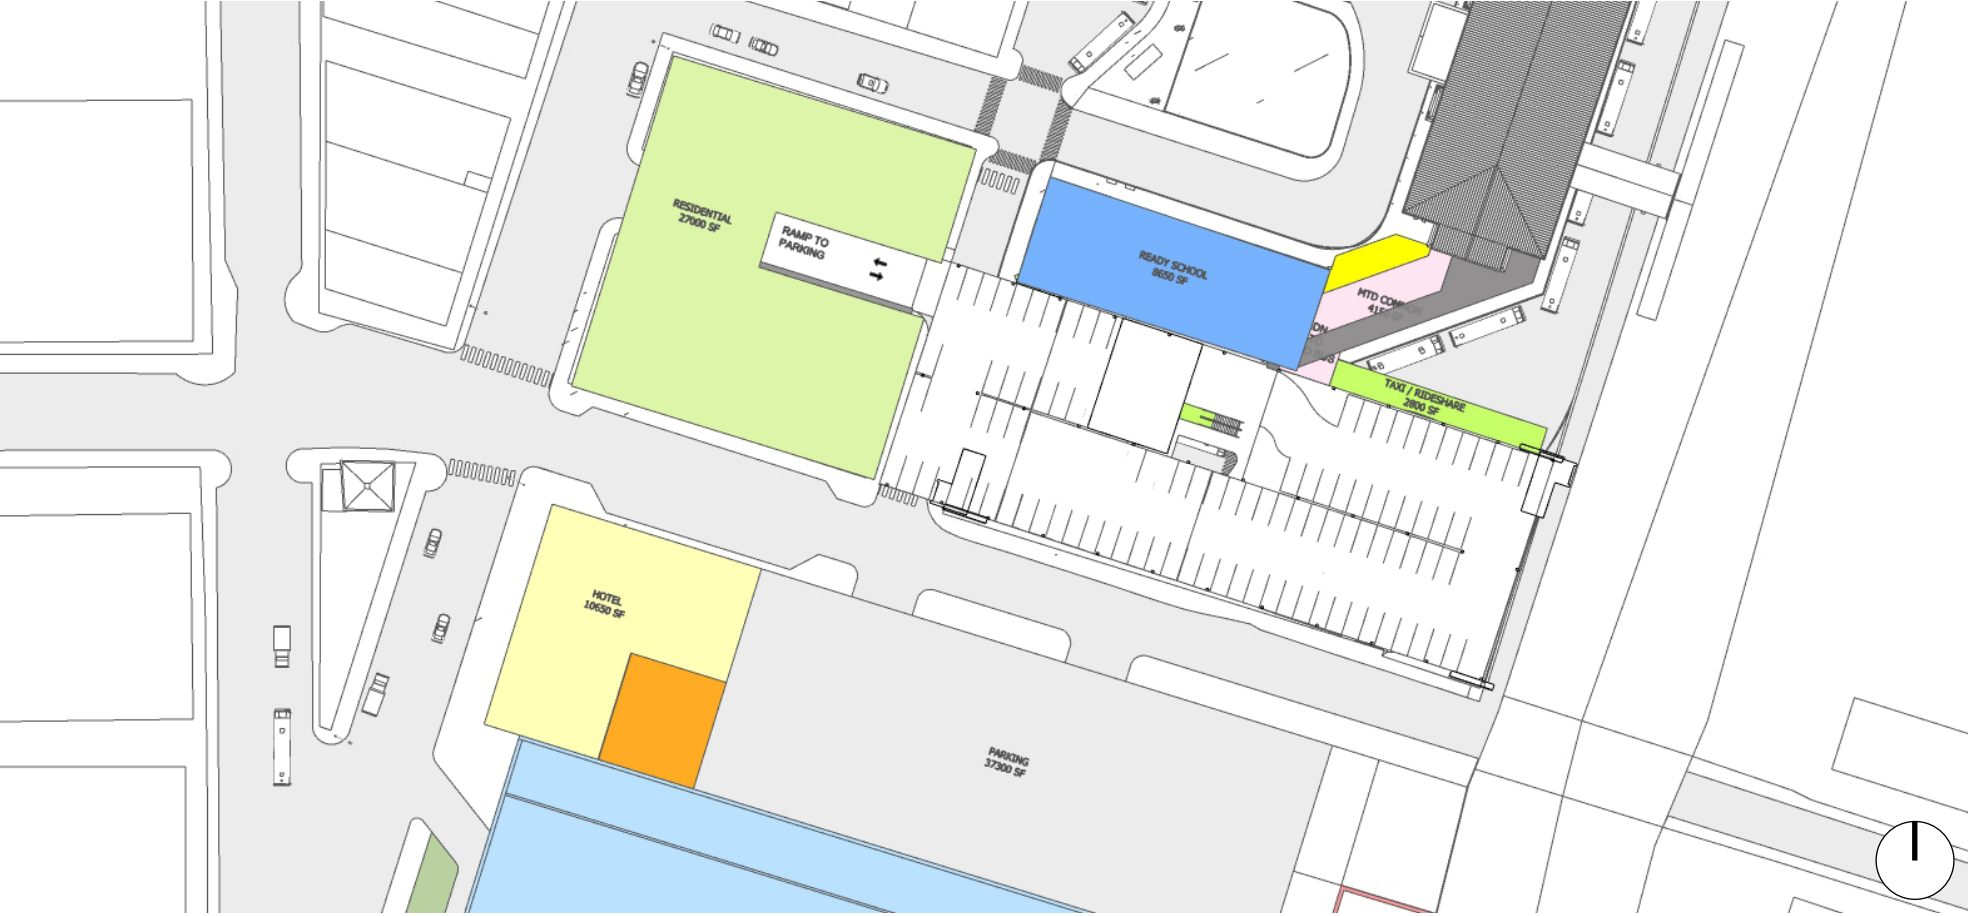 RESIDENTIAL
27000 SF
RAMP TO
PARKING
READY SCHOOL
8650 SF
MTD COMMON
TAXI / RIDESHARE
2800 SF
HOTEL
10650 SF
PARKING
37300 SF